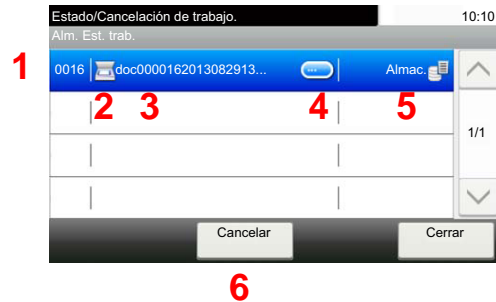 Estado/Cancelación de trabajo. 10:10
Alm. Est. trab.
1 0016 doc0000162013082913... Almac.
2 3 4 5
1/1
Cancelar Cerrar
6